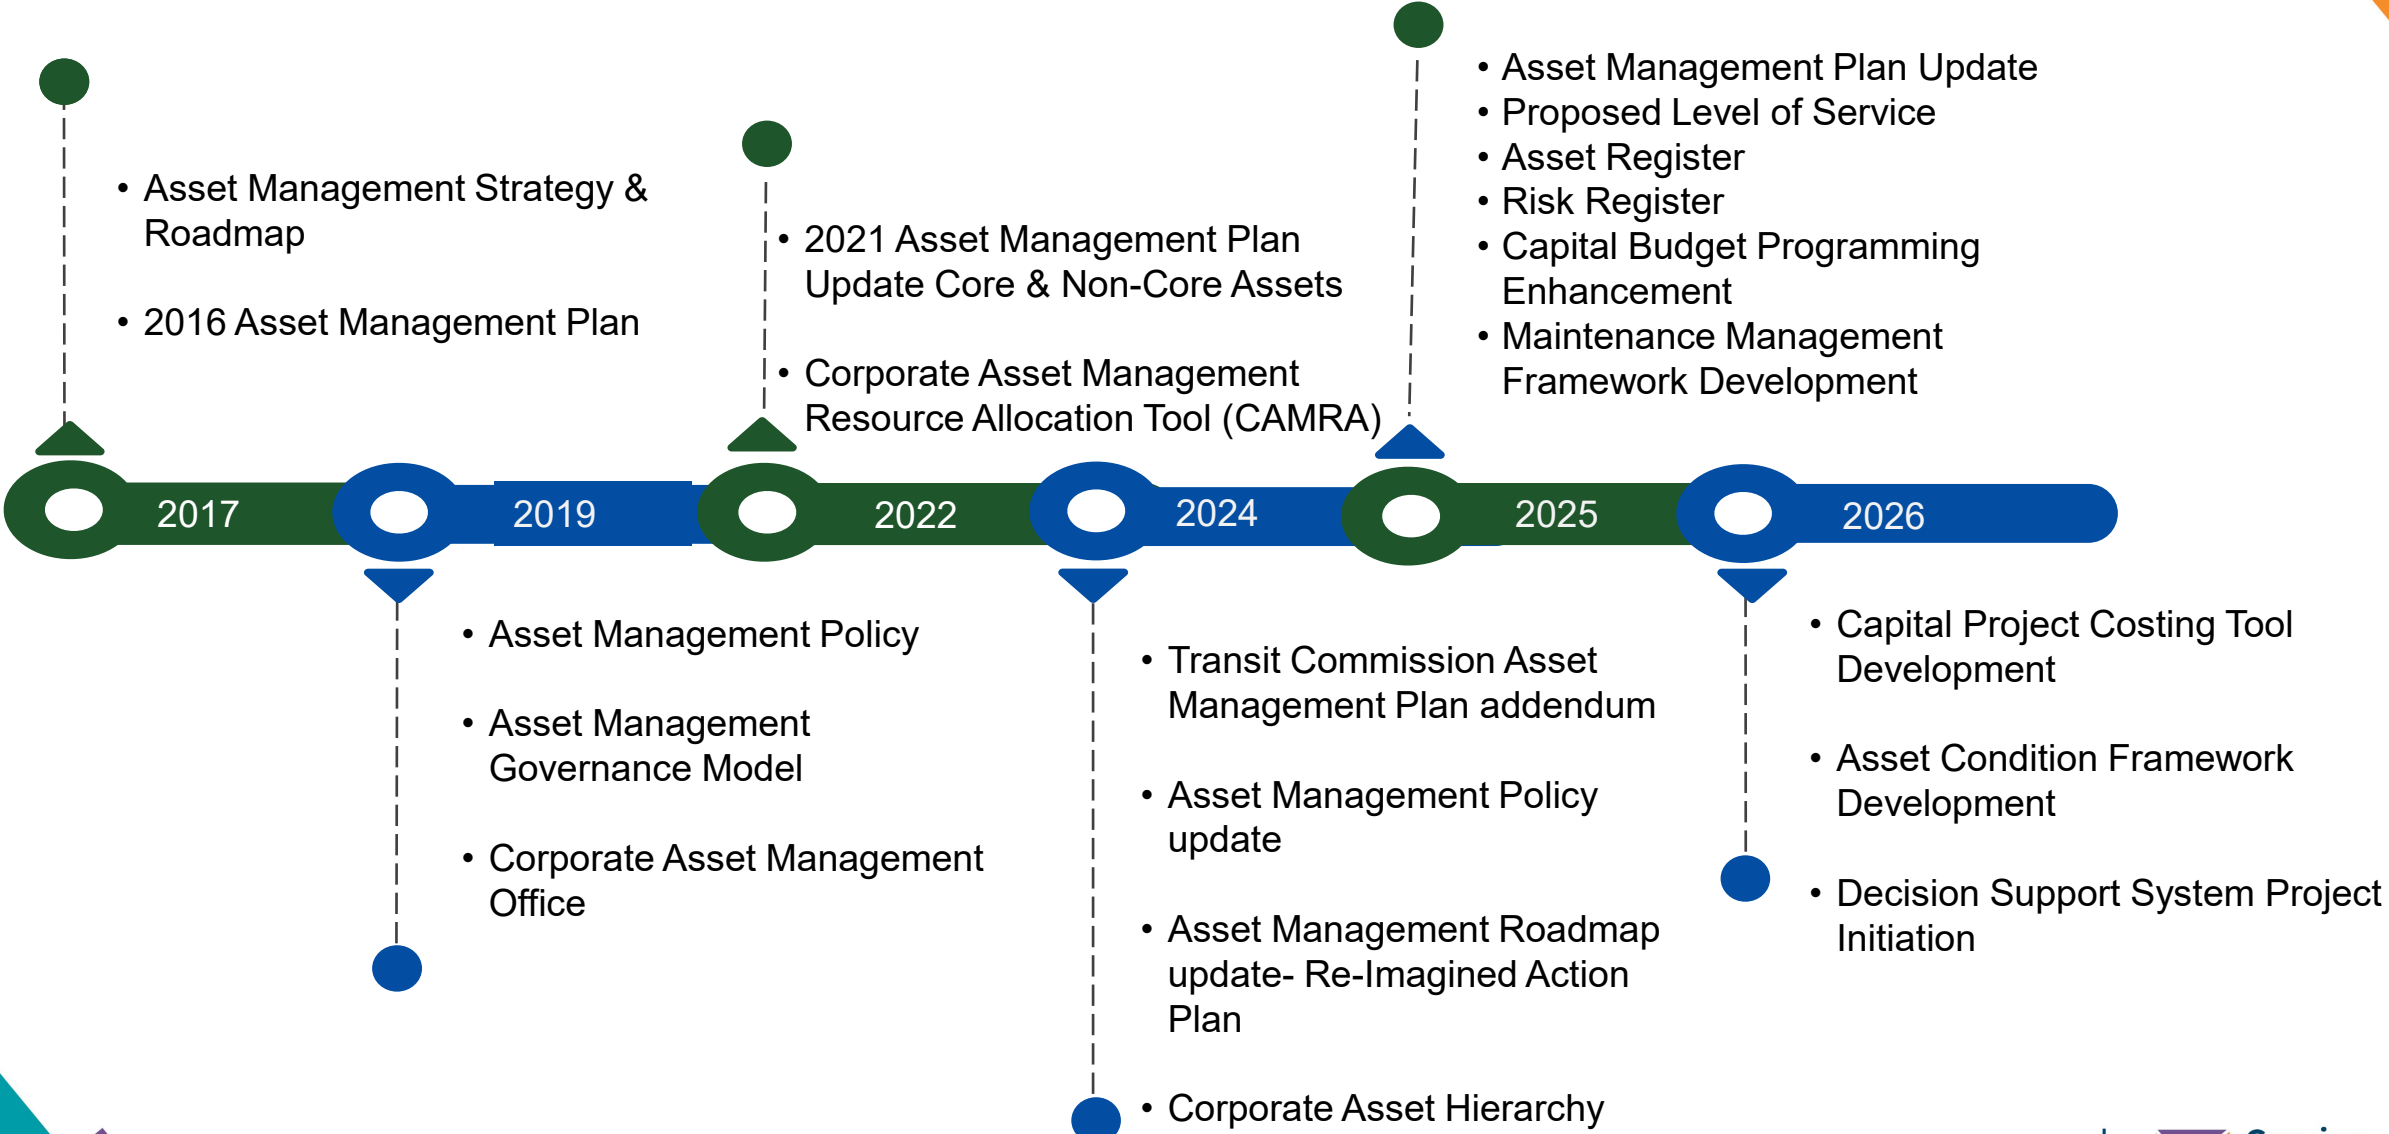 • Asset Management Strategy &
Roadmap
• 2016 Asset Management Plan
• 2021 Asset Management Plan
Update Core & Non-Core Assets
• Corporate Asset Management
Resource Allocation Tool (CAMRA)
• Asset Management Plan Update
• Proposed Level of Service
• Asset Register
• Risk Register
• Capital Budget Programming
Enhancement
• Maintenance Management
Framework Development
2017
2019
2022
2024
2025
2026
• Asset Management Policy
• Asset Management
Governance Model
• Corporate Asset Management
Office
• Transit Commission Asset
Management Plan addendum
• Asset Management Policy
update
• Asset Management Roadmap
update- Re-Imagined Action
Plan
• Corporate Asset Hierarchy
• Capital Project Costing Tool
Development
• Asset Condition Framework
Development
• Decision Support System Project
Initiation